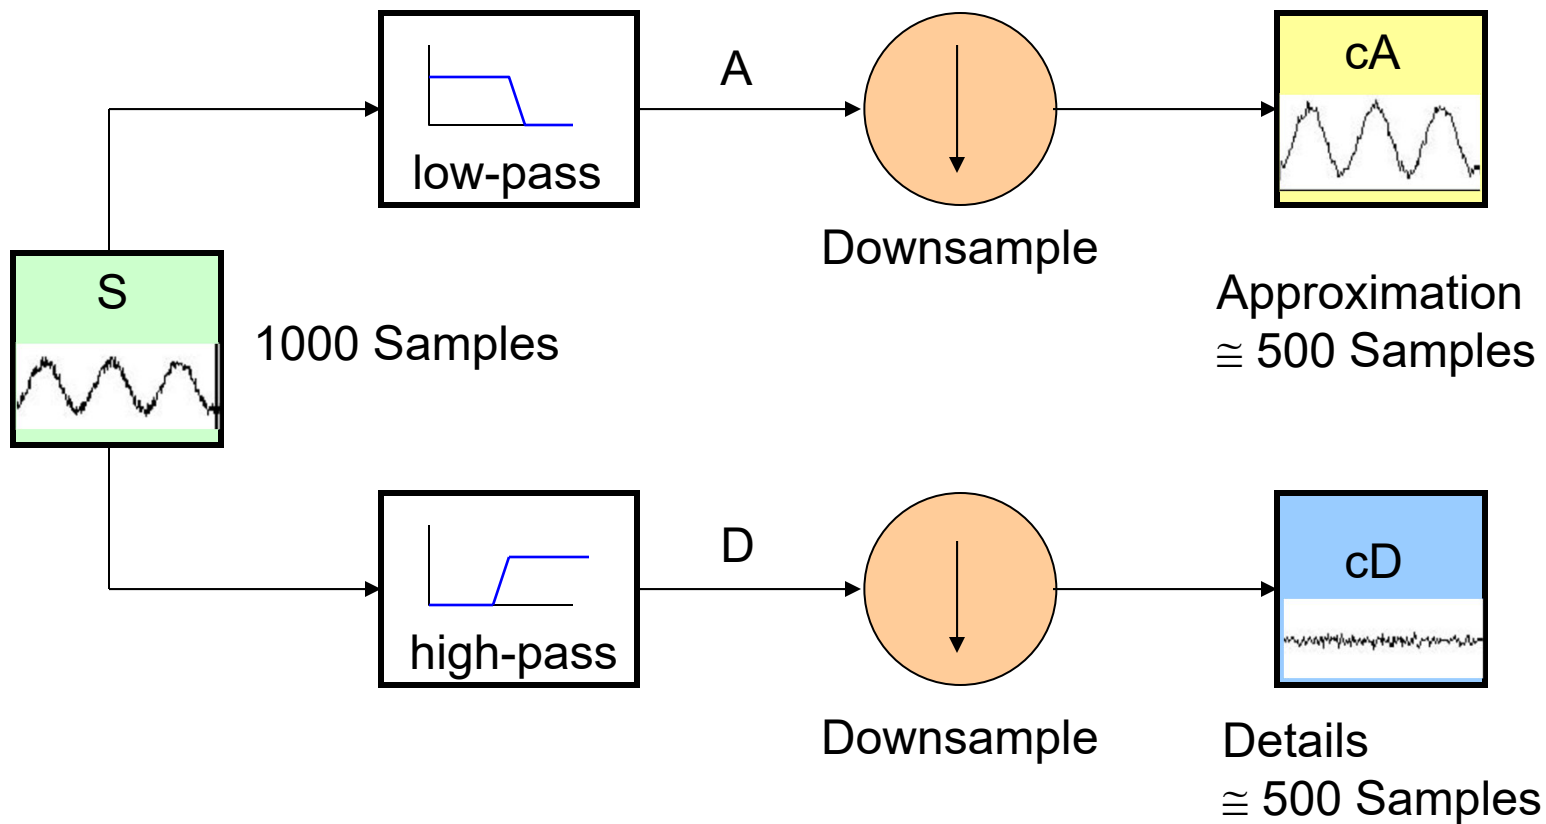 A
cA
low-pass
Downsample
S
1000 Samples
Approximation
≅ 500 Samples
D
cD
high-pass
Downsample
Details
≅ 500 Samples